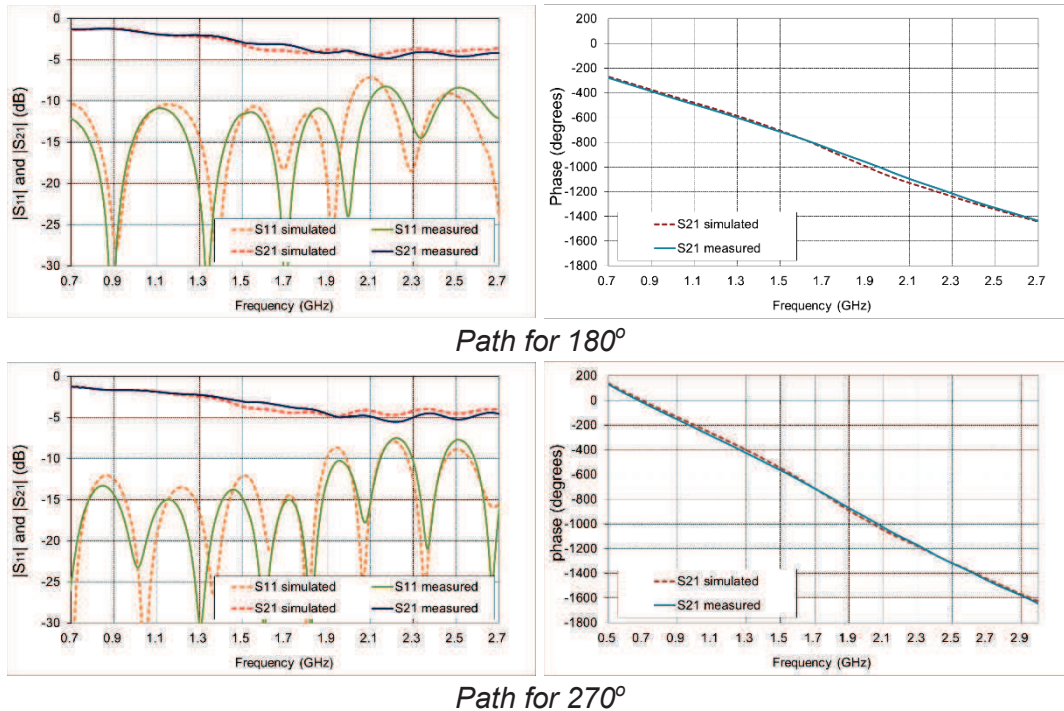 |S11| and |S21| (dB)
0
-5
-10
-15
-20
-25
-30
S11 simulated S11 measured
S21 simulated S21 measured
0.7 0.9 1.1 1.3 1.5 1.7 1.9 2.1 2.3 2.5 2.7
Frequency (GHz)
Phase (degrees)
200
0
-200
-400
-600
-800
-1000
-1200
-1400
-1600
-1800
S21 simulated
S21 measured
0.7 0.9 1.1 1.3 1.5 1.7 1.9 2.1 2.3 2.5 2.7
Frequency (GHz)
Path for 180º
|S11| and |S21| (dB)
0
-5
-10
-15
-20
-25
-30
S11 simulated S11 measured
S21 simulated S21 measured
0.7 0.9 1.1 1.3 1.5 1.7 1.9 2.1 2.3 2.5 2.7
Frequency (GHz)
phase (degrees)
200
0
-200
-400
-600
-800
-1000
-1200
-1400
-1600
-1800
S21 simulated
S21 measured
0.5 0.7 0.9 1.1 1.3 1.5 1.7 1.9 2.1 2.3 2.5 2.7 2.9
Frequency (GHz)
Path for 270º